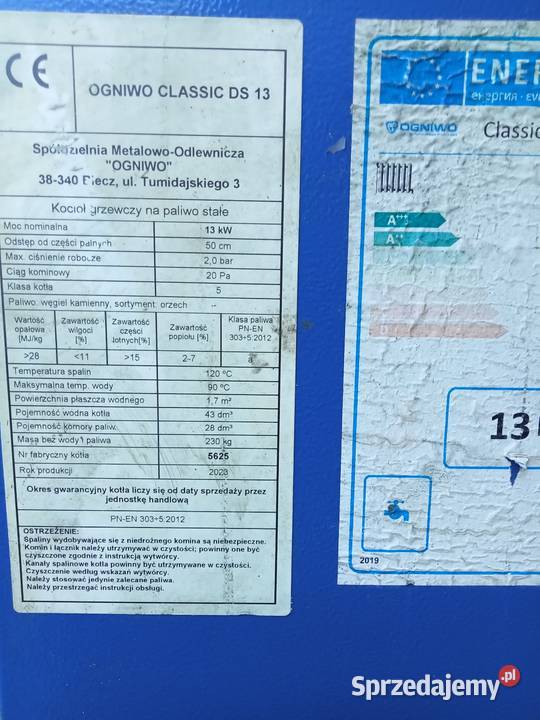 CE
OGNIWO CLASSIC DS 13
Spółdzielnia Metalowo-Odlewnicza
"OGNIWO"
38-340 Biecz, ul. Tumidajskiego 3
Kocioł grzewczy na paliwo stałe
Moc nominalna 13 kW
Odstęp od części palnych 50 cm
Max. ciśnienie robocze 2,0 bar
Ciąg kominowy 20 Pa
Klasa kotła 5
Paliwo: węgiel kamienny, sortyment: orzech
Wartość opałowa [MJ/kg] Zawartość wilgoci [%] Zawartość części lotnych[%] Zawartość popiołu [%] Klasa paliwa PN-EN 303+5:2012
>28 <11 >15 2-7 a
Temperatura spalin 120 ºC
Maksymalna temp. wody 90 ºC
Powierzchnia płaszcza wodnego 1,7 m²
Pojemność wodna kotła 43 dm³
Pojemność komory paliw. 28 dm³
Masa bez wody i paliwa 230 kg
Nr fabryczny kotła 5625
Rok produkcji 2023
Okres gwarancyjny kotła liczy się od daty sprzedaży przez
jednostkę handlową
PN-EN 303+5:2012
OSTRZEŻENIE:
Spaliny wydobywające się z niedrożnego komina są niebezpieczne.
Komin i łącznik należy utrzymywać w czystości; powinny one być
czyszczone zgodnie z instrukcją wytwórcy.
Kanały spalinowe kotła powinny być utrzymywane w czystości.
Czyszczenie według wskazań wytwórcy.
Należy stosować jedynie zalecane paliwa.
Należy przestrzegać instrukcji obsługi.
ENER
енергия · ενε
OGNIWO
Classic
A+++
A++
D
13
2019
Sprzedajemy.pl